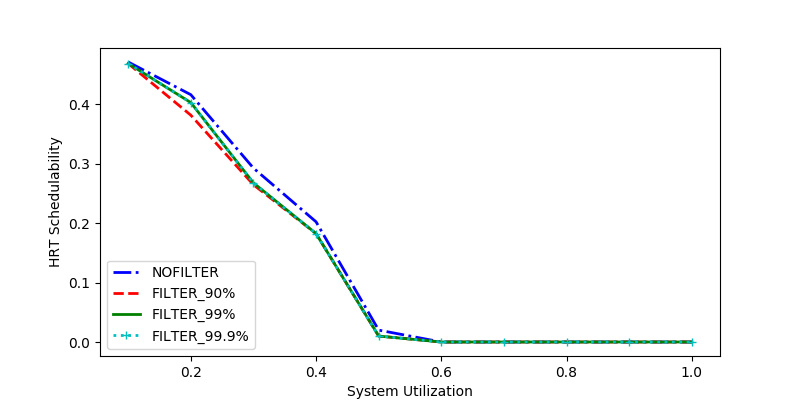 HRT Schedulability
0.4
0.3
0.2
0.1
0.0
NOFILTER
FILTER_90%
FILTER_99%
FILTER_99.9%
0.2
0.4
0.6
0.8
1.0
System Utilization